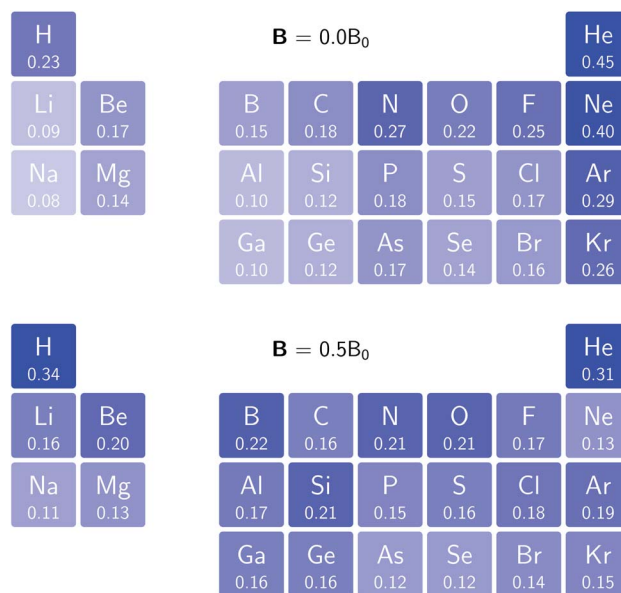 H B = 0.0B₀ He
0.23 0.45
Li Be B C N O F Ne
0.09 0.17 0.15 0.18 0.27 0.22 0.25 0.40
Na Mg Al Si P S Cl Ar
0.08 0.14 0.10 0.12 0.18 0.15 0.17 0.29
Ga Ge As Se Br Kr
0.10 0.12 0.17 0.14 0.16 0.26
H B = 0.5B₀ He
0.34 0.31
Li Be B C N O F Ne
0.16 0.20 0.22 0.16 0.21 0.21 0.17 0.13
Na Mg Al Si P S Cl Ar
0.11 0.13 0.17 0.21 0.15 0.16 0.18 0.19
Ga Ge As Se Br Kr
0.16 0.16 0.12 0.12 0.14 0.15